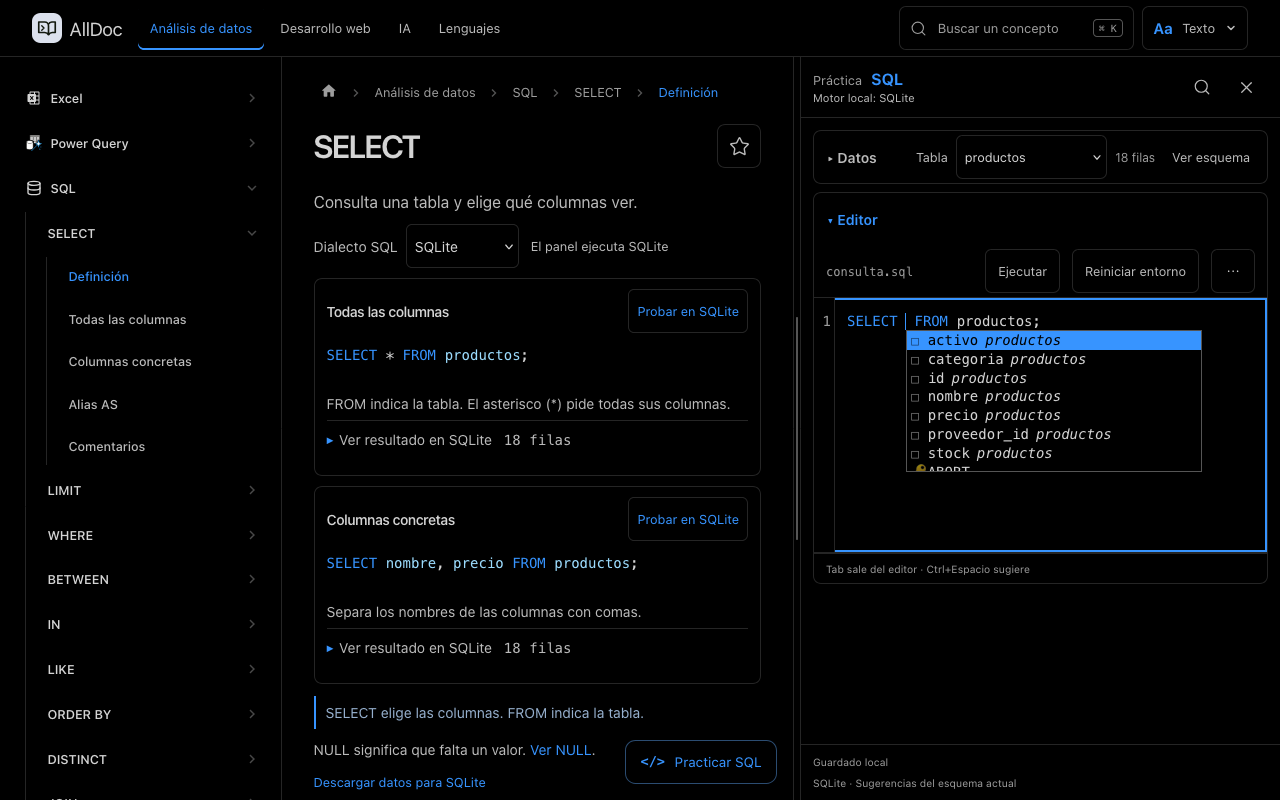 AllDoc
Análisis de datos
Desarrollo web
IA
Lenguajes
Buscar un concepto
⌘ K
Aa Texto
Excel
Power Query
SQL
SELECT
Definición
Todas las columnas
Columnas concretas
Alias AS
Comentarios
LIMIT
WHERE
BETWEEN
IN
LIKE
ORDER BY
DISTINCT
Análisis de datos > SQL > SELECT > Definición
SELECT
Consulta una tabla y elige qué columnas ver.
Dialecto SQL SQLite El panel ejecuta SQLite
Todas las columnas
Probar en SQLite
SELECT * FROM productos;
FROM indica la tabla. El asterisco (*) pide todas sus columnas.
▸ Ver resultado en SQLite 18 filas
Columnas concretas
Probar en SQLite
SELECT nombre, precio FROM productos;
Separa los nombres de las columnas con comas.
▸ Ver resultado en SQLite 18 filas
SELECT elige las columnas. FROM indica la tabla.
NULL significa que falta un valor. Ver NULL.
Descargar datos para SQLite
</> Practicar SQL
Práctica SQL
Motor local: SQLite
▸ Datos Tabla productos 18 filas Ver esquema
▾ Editor
consulta.sql Ejecutar Reiniciar entorno ···
1 SELECT FROM productos;
activo productos
categoria productos
id productos
nombre productos
precio productos
proveedor_id productos
stock productos
ABORT
Tab sale del editor · Ctrl+Espacio sugiere
Guardado local
SQLite · Sugerencias del esquema actual